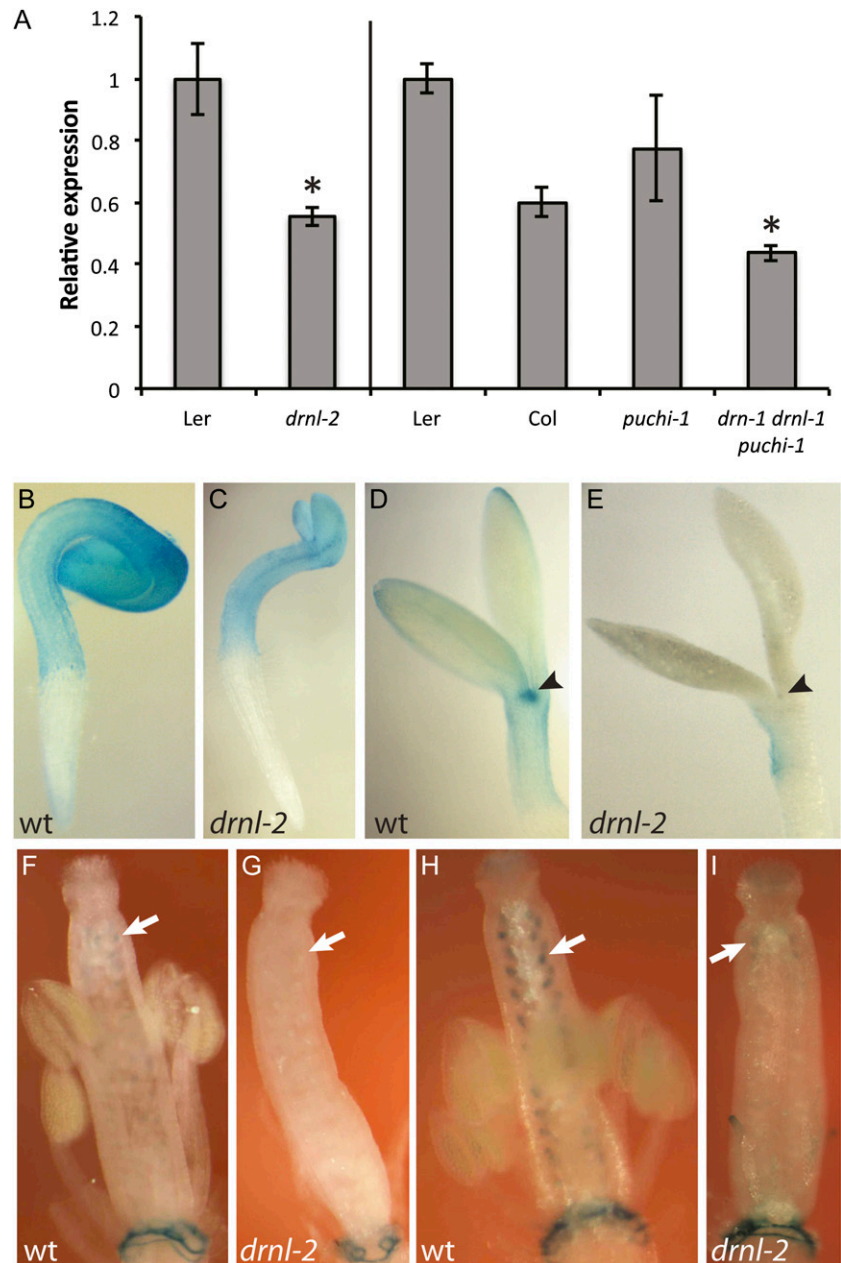 A
Relative expression
1.2
1
0.8
0.6
0.4
0.2
0
*
*
Ler
drnl-2
Ler
Col
puchi-1
drn-1 drnl-1
puchi-1
B
wt
C
drnl-2
D
wt
E
drnl-2
F
wt
G
drnl-2
H
wt
I
drnl-2